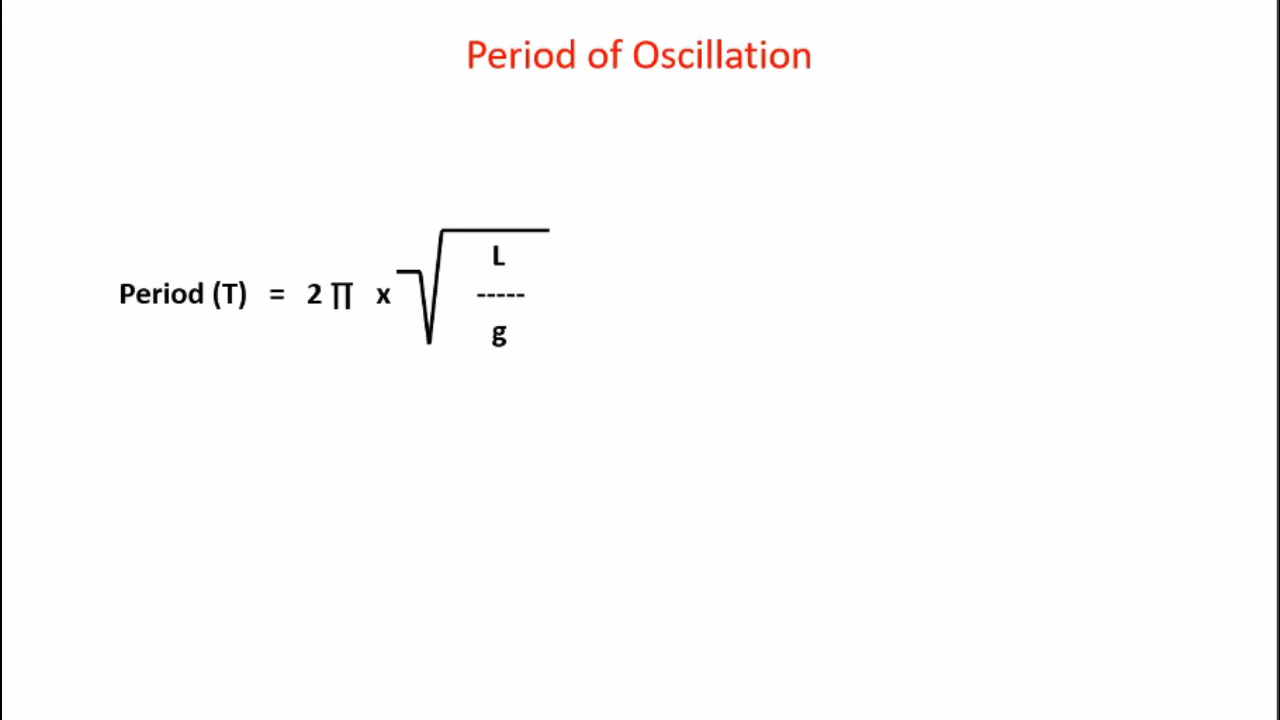 Period of Oscillation
L
Period (T) = 2 ∏ x √ -----
g